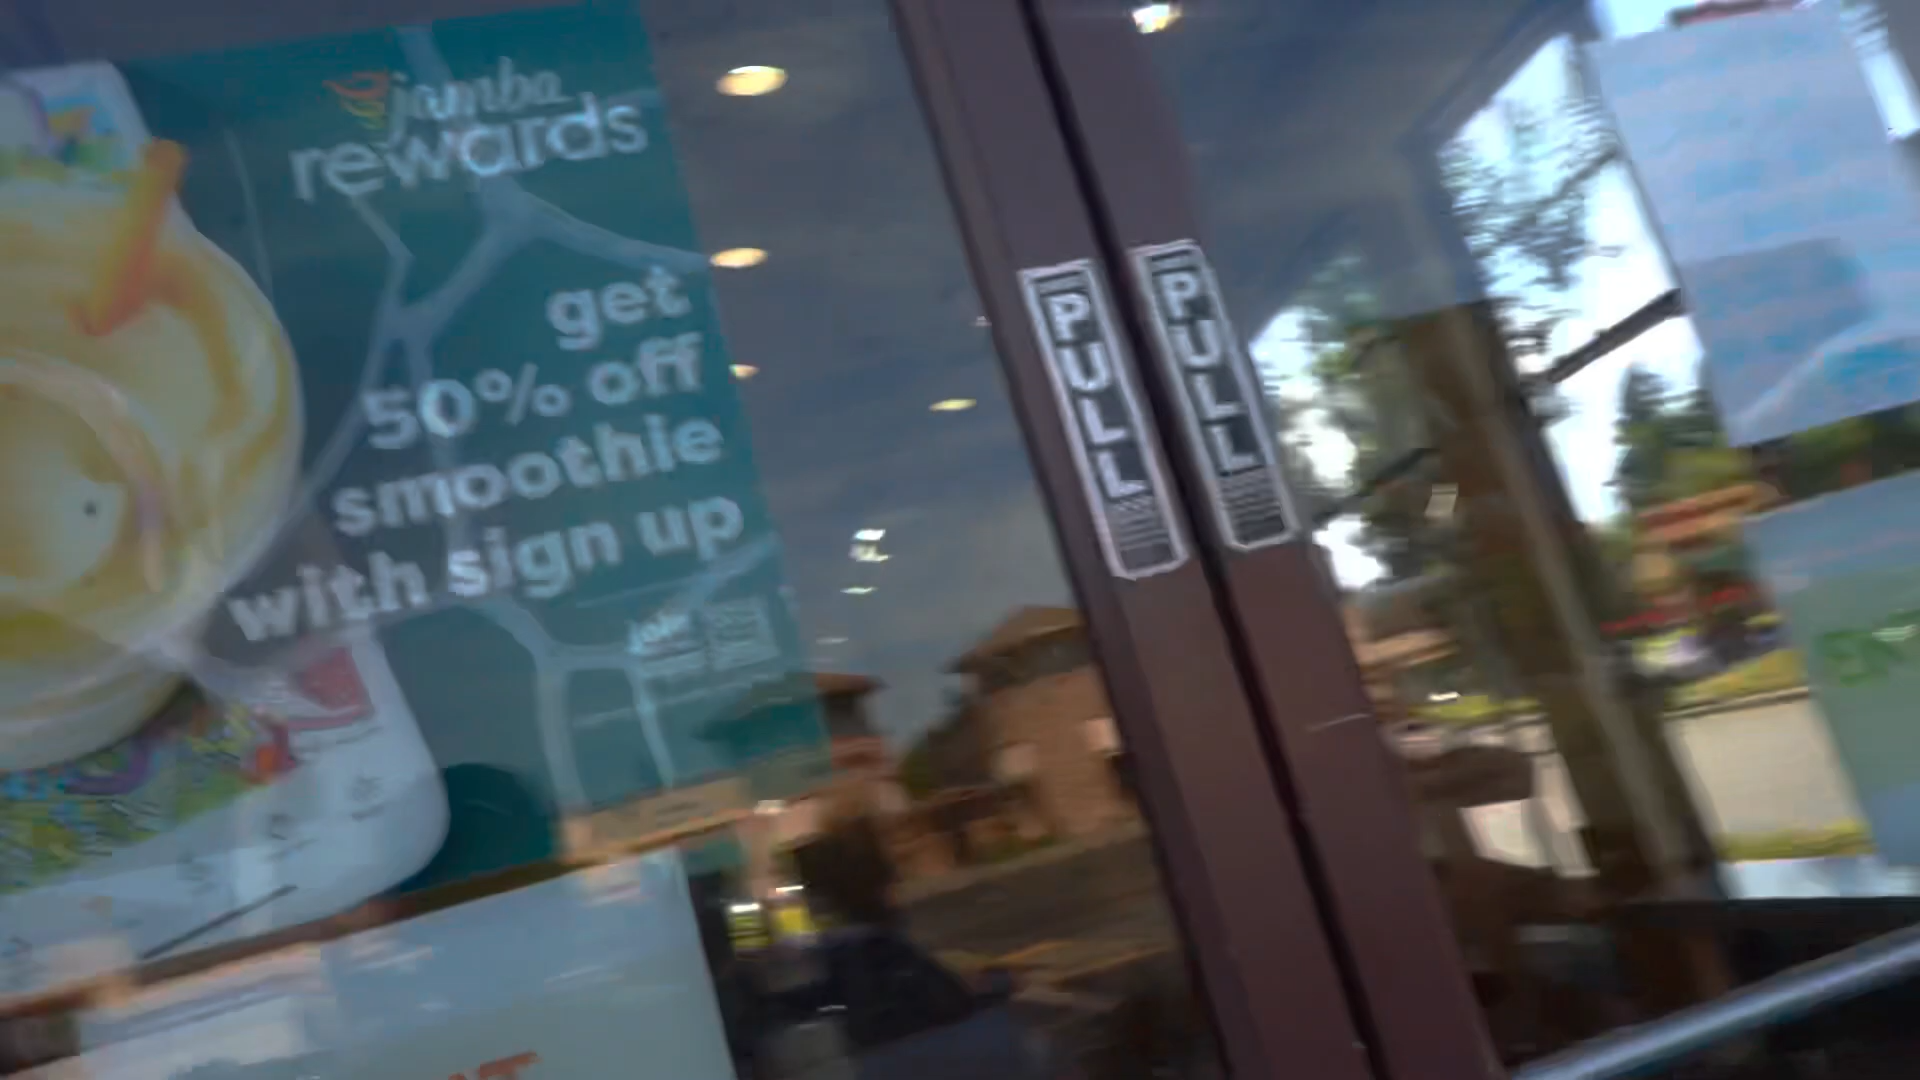 jamba
rewards
get
50% off
smoothie
with sign up
PULL
PULL